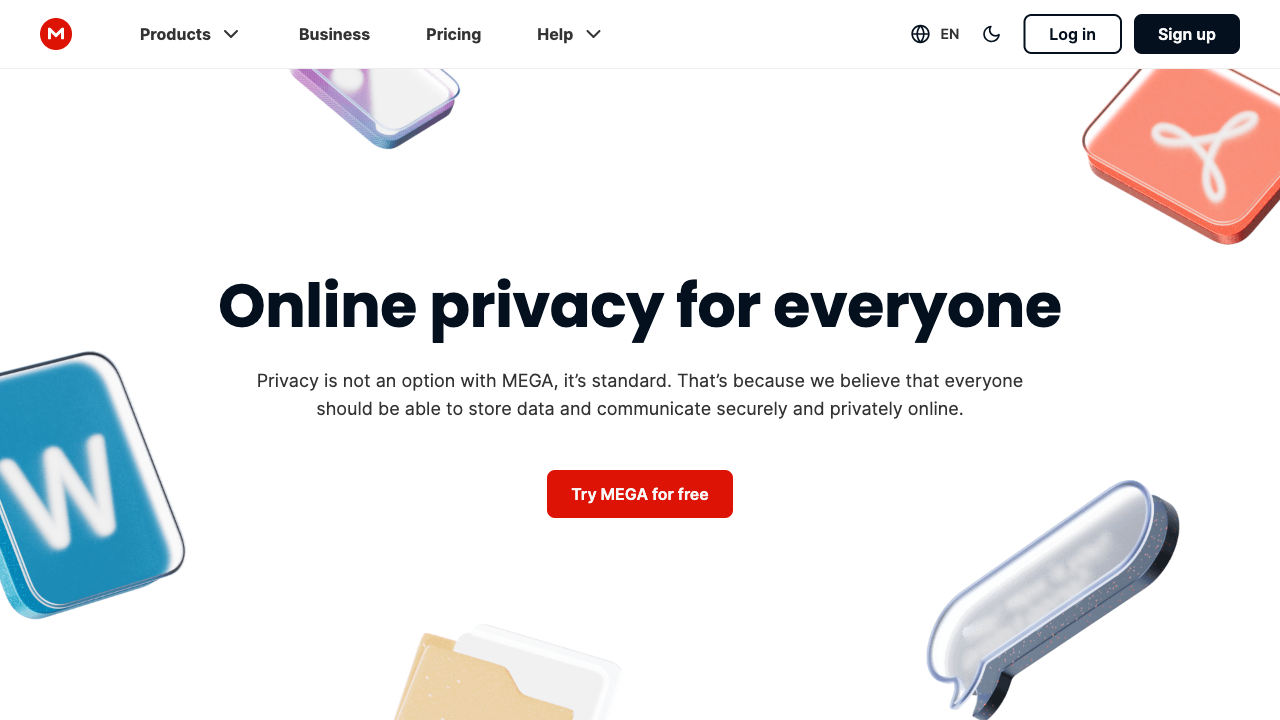 M
Products
Business
Pricing
Help
EN
Log in
Sign up
Online privacy for everyone
Privacy is not an option with MEGA, it’s standard. That’s because we believe that everyone
should be able to store data and communicate securely and privately online.
W
Try MEGA for free